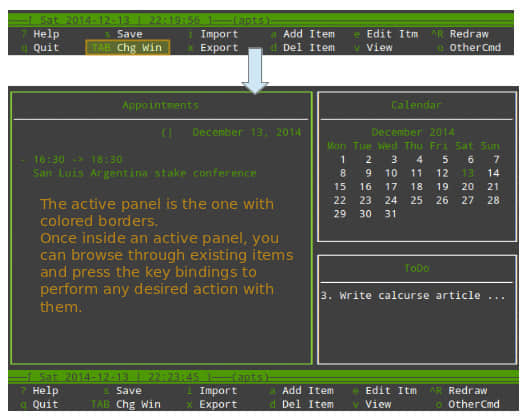 [ Sat 2014-12-13 | 22:19:56 ]——(apts)
? Help s Save i Import a Add Item e Edit Itm ^R Redraw
q Quit TAB Chg Win x Export d Del Item v View o OtherCmd
Appointments
(| December 13, 2014
- 16:30 -> 18:30
San Luis Argentina stake conference
The active panel is the one with
colored borders.
Once inside an active panel, you
can browse through existing items
and press the key bindings to
perform any desired action with
them.
Calendar
December 2014
Mon Tue Wed Thu Fri Sat Sun
1 2 3 4 5 6 7
8 9 10 11 12 13 14
15 16 17 18 19 20 21
22 23 24 25 26 27 28
29 30 31
ToDo
3. Write calcurse article ...
[ Sat 2014-12-13 | 22:23:45 ]——(apts)
? Help s Save i Import a Add Item e Edit Itm ^R Redraw
q Quit TAB Chg Win x Export d Del Item v View o OtherCmd